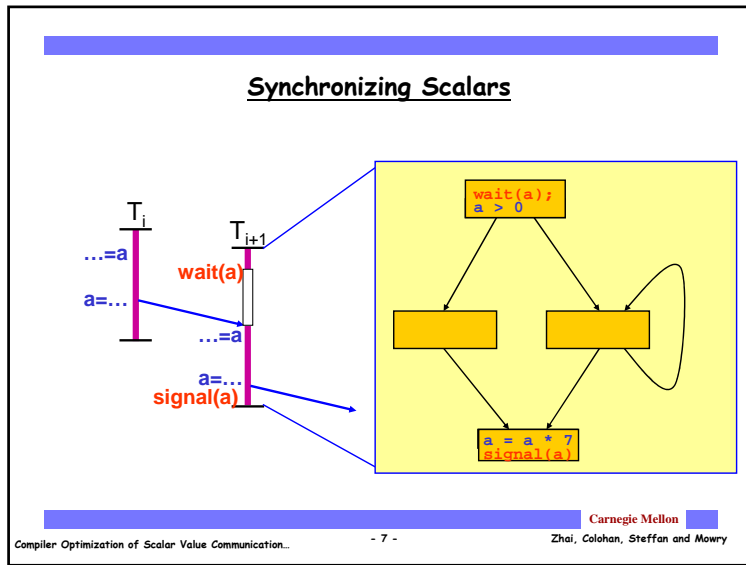 Synchronizing Scalars
Ti
…=a
a=…
Ti+1
wait(a)
…=a
a=…
signal(a)
wait(a);
a > 0
a = a * 7
signal(a)
Carnegie Mellon
Compiler Optimization of Scalar Value Communication…
- 7 -
Zhai, Colohan, Steffan and Mowry